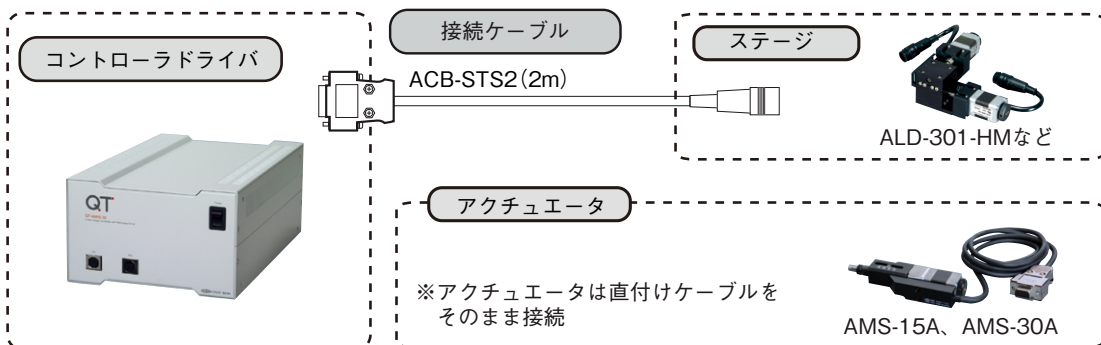 コントローラドライバ
接続ケーブル
ACB-STS2（2m）
ステージ
ALD-301-HMなど
QT
アクチュエータ
※アクチュエータは直付けケーブルを
そのまま接続
AMS-15A、AMS-30A